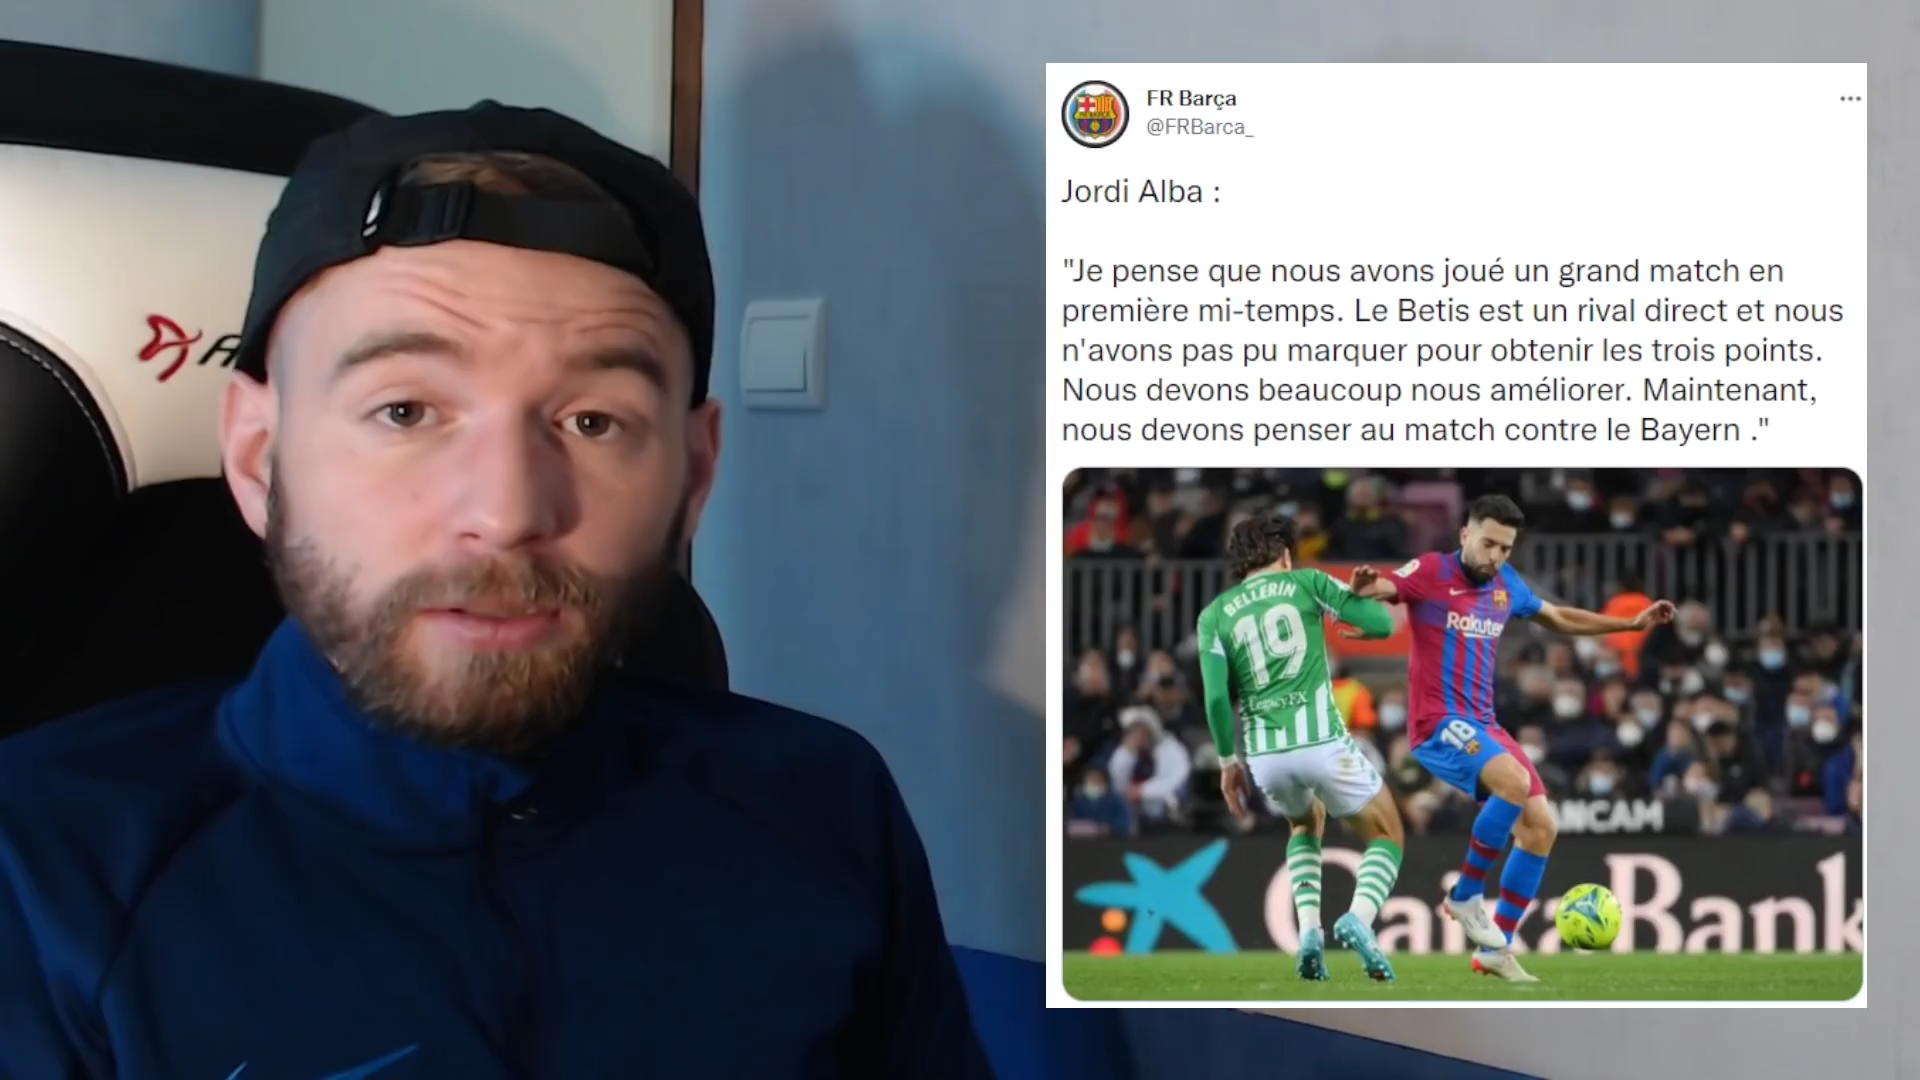 FR Barça
@FRBarca_
Jordi Alba :
"Je pense que nous avons joué un grand match en
première mi-temps. Le Betis est un rival direct et nous
n'avons pas pu marquer pour obtenir les trois points.
Nous devons beaucoup nous améliorer. Maintenant,
nous devons penser au match contre le Bayern ."
BELLERÍN
19
LegacyFX
Rakuten
18
ANCAM
CaixaBank